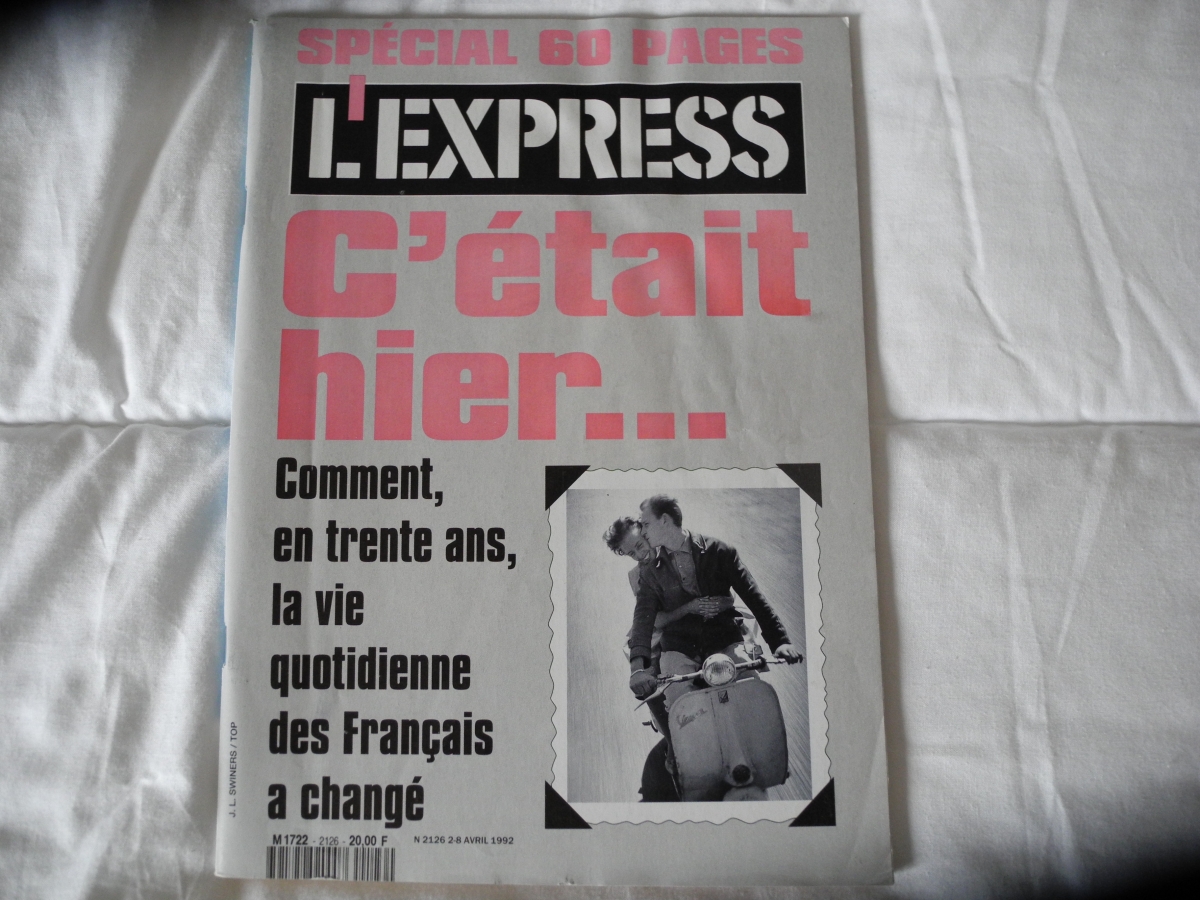 SPÉCIAL 60 PAGES
L'EXPRESS
C'était
hier...
Comment,
en trente ans,
la vie
quotidienne
des Français
a changé
J. L. SWINERS / TOP
M 1722 - 2126 - 20,00 F
N 2126 2-8 AVRIL 1992